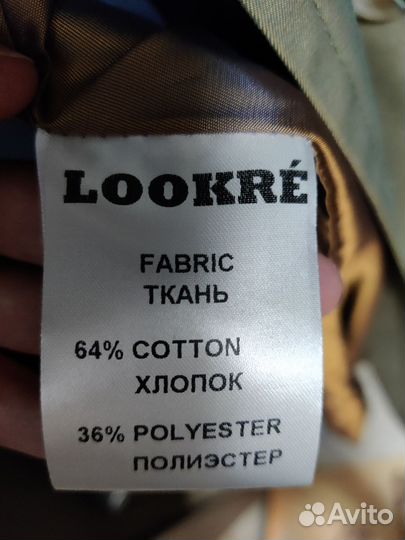 LOOKRÉ
FABRIC
ТКАНЬ
64% COTTON
ХЛОПОК
36% POLYESTER
ПОЛИЭСТЕР
Avito